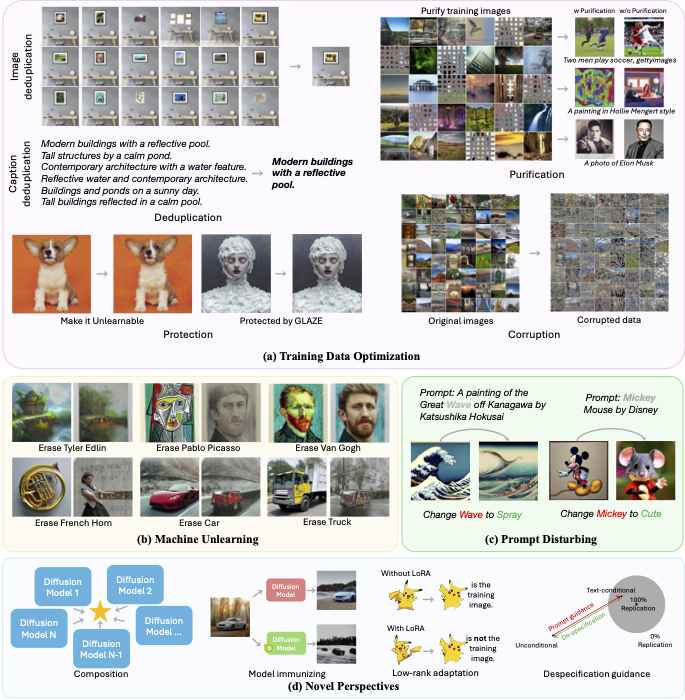 Image
deduplication
Caption
deduplication
Modern buildings with a reflective pool.
Tall structures by a calm pond.
Contemporary architecture with a water feature.
Reflective water and contemporary architecture.
Buildings and ponds on a sunny day.
Tall buildings reflected in a calm pool.
Modern buildings
with a reflective
pool.
Deduplication
Purify training images
w Purification
w/o Purification
Two men play soccer, gettyimages
A painting in Hollie Mengert style
A photo of Elon Musk
Purification
Make it Unlearnable
Protected by GLAZE
Protection
Original images
Corrupted data
Corruption
(a) Training Data Optimization
Erase Tyler Edlin
Erase Pablo Picasso
Erase Van Gogh
Erase French Horn
Erase Car
Erase Truck
(b) Machine Unlearning
Prompt: A painting of the
Great Wave off Kanagawa by
Katsushika Hokusai
Prompt: Mickey
Mouse by Disney
Change Wave to Spray
Change Mickey to Cute
(c) Prompt Disturbing
Diffusion
Model 1
Diffusion
Model 2
Diffusion
Model N
Diffusion
Model ...
Diffusion
Model N-1
Composition
Diffusion
Model
Diffusion
Model
Model immunizing
Without LoRA
is the
training
image.
With LoRA
is not the
training
image.
Low-rank adaptation
Text-conditional
100%
Replication
Prompt guidance
De-specification
Unconditional
0%
Replication
Despecification guidance
(d) Novel Perspectives